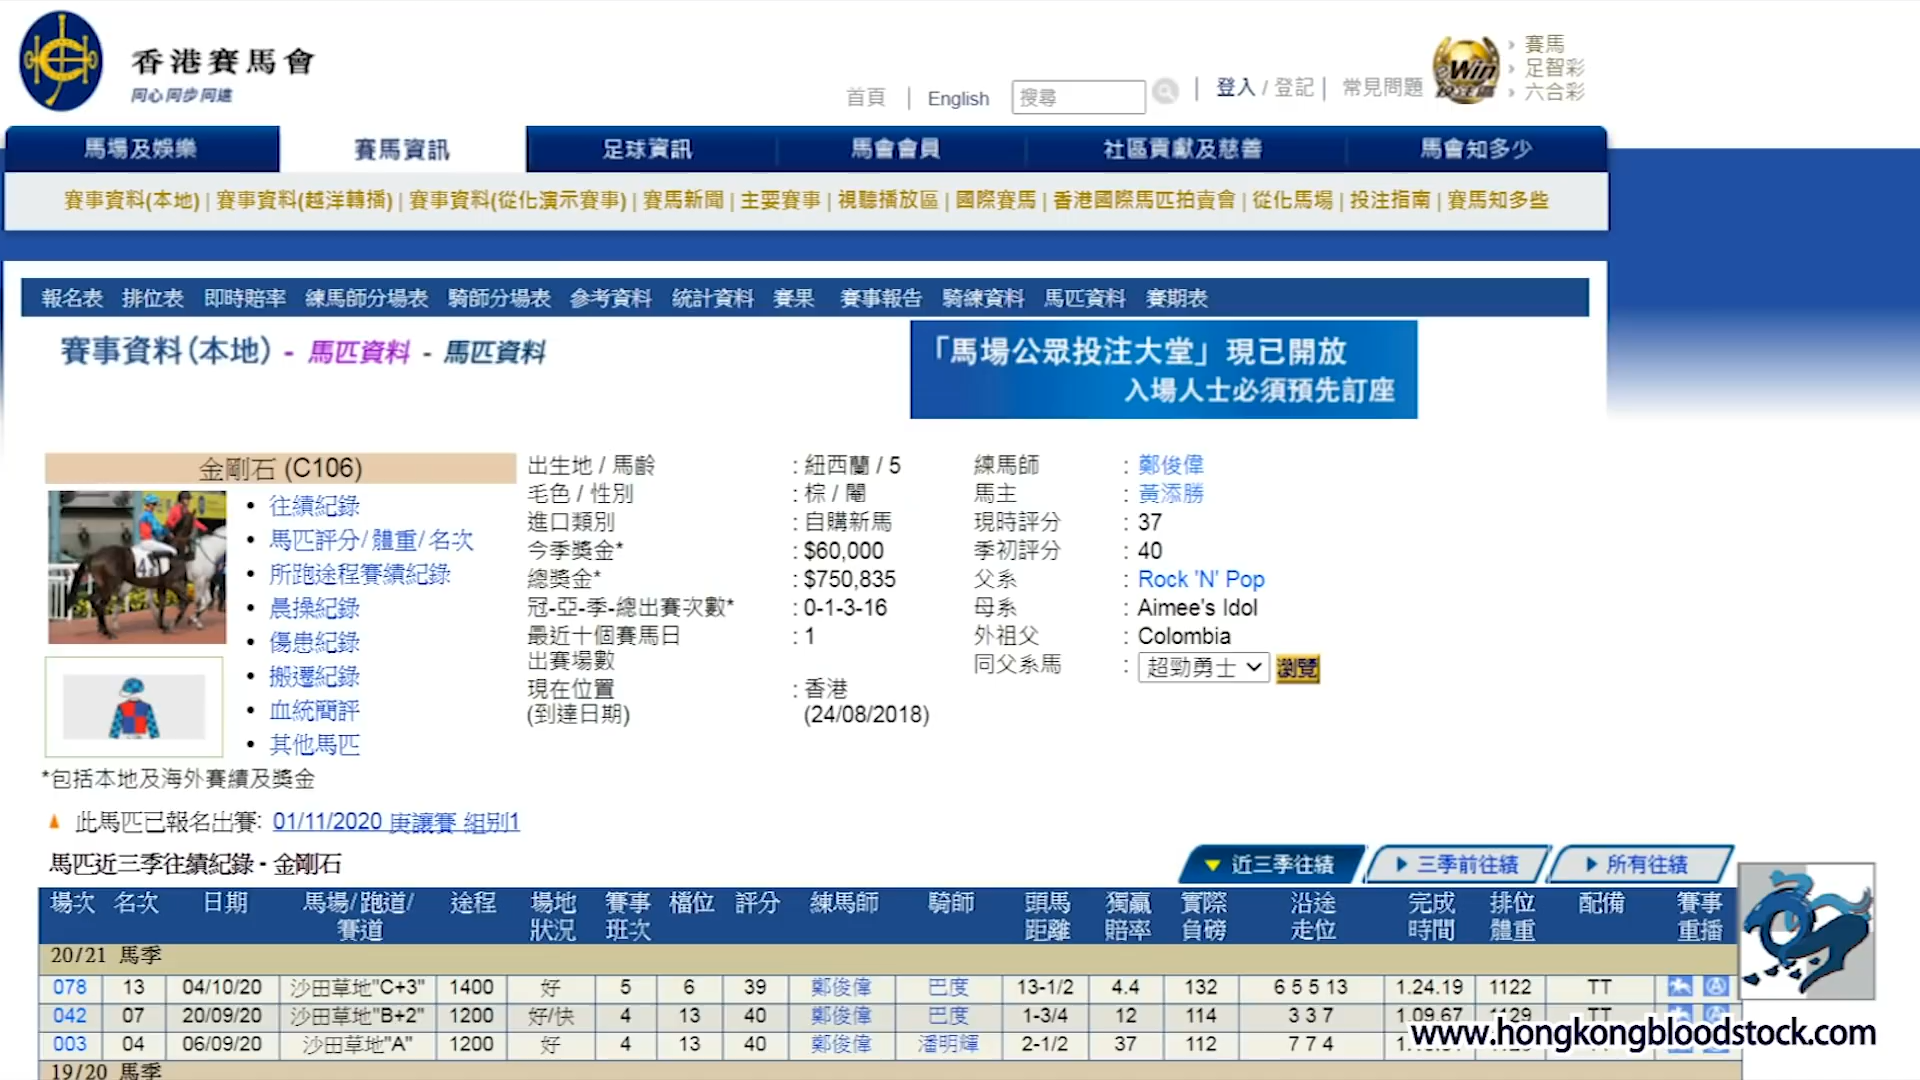 香港賽馬會
同心同步同進
首頁 | English 搜尋 | 登入 / 登記 | 常見問題
eWin 投注區
賽馬
足智彩
六合彩
馬場及娛樂 賽馬資訊 足球資訊 馬會會員 社區貢獻及慈善 馬會知多少
賽事資料(本地) | 賽事資料(越洋轉播) | 賽事資料(從化演示賽事) | 賽馬新聞 | 主要賽事 | 視聽播放區 | 國際賽馬 | 香港國際馬匹拍賣會 | 從化馬場 | 投注指南 | 賽馬知多些
報名表 排位表 即時賠率 練馬師分場表 騎師分場表 參考資料 統計資料 賽果 賽事報告 騎練資料 馬匹資料 賽期表
賽事資料(本地) - 馬匹資料 - 馬匹資料
「馬場公眾投注大堂」現已開放
入場人士必須預先訂座
金剛石 (C106)
• 往績紀錄
• 馬匹評分/體重/名次
• 所跑途程賽績紀錄
• 晨操紀錄
• 傷患紀錄
• 搬遷紀錄
• 血統簡評
• 其他馬匹
出生地 / 馬齡 : 紐西蘭 / 5
毛色 / 性別 : 棕 / 閹
進口類別 : 自購新馬
今季獎金* : $60,000
總獎金* : $750,835
冠-亞-季-總出賽次數* : 0-1-3-16
最近十個賽馬日 : 1
出賽場數
現在位置 : 香港
(到達日期) (24/08/2018)
練馬師 : 鄭俊偉
馬主 : 黃添勝
現時評分 : 37
季初評分 : 40
父系 : Rock 'N' Pop
母系 : Aimee's Idol
外祖父 : Colombia
同父系馬 : 超勁勇士 瀏覽
*包括本地及海外賽績及獎金
此馬匹已報名出賽: 01/11/2020 庚讓賽 組别1
馬匹近三季往績紀錄 - 金剛石
近三季往績 三季前往績 所有往績
場次 名次 日期 馬場/跑道/賽道 途程 場地狀況 賽事班次 檔位 評分 練馬師 騎師 頭馬距離 獨贏賠率 實際負磅 沿途走位 完成時間 排位體重 配備 賽事重播
20/21 馬季
078 13 04/10/20 沙田草地"C+3" 1400 好 5 6 39 鄭俊偉 巴度 13-1/2 4.4 132 6 5 5 13 1.24.19 1122 TT
042 07 20/09/20 沙田草地"B+2" 1200 好/快 4 13 40 鄭俊偉 巴度 1-3/4 12 114 3 3 7 1.09.67
003 04 06/09/20 沙田草地"A" 1200 好 4 13 40 鄭俊偉 潘明輝 2-1/2 37 112 7 7 4
19/20 馬季
www.hongkongbloodstock.com